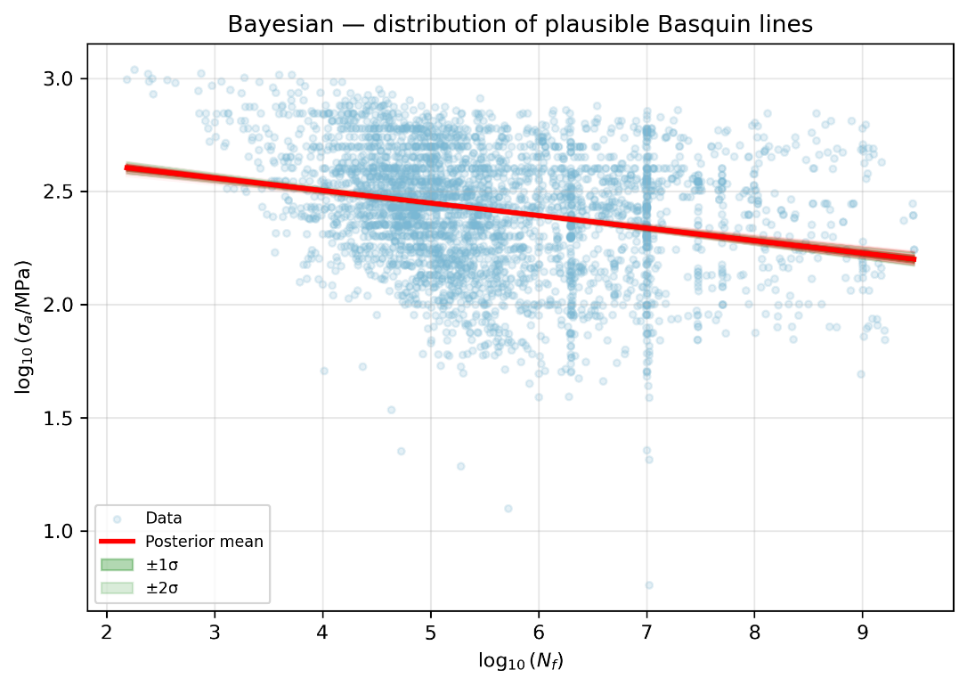 Bayesian — distribution of plausible Basquin lines
log₁₀ (σₐ/MPa)
3.0
2.5
2.0
1.5
1.0
Data
Posterior mean
±1σ
±2σ
2 3 4 5 6 7 8 9
log₁₀ (N_f)